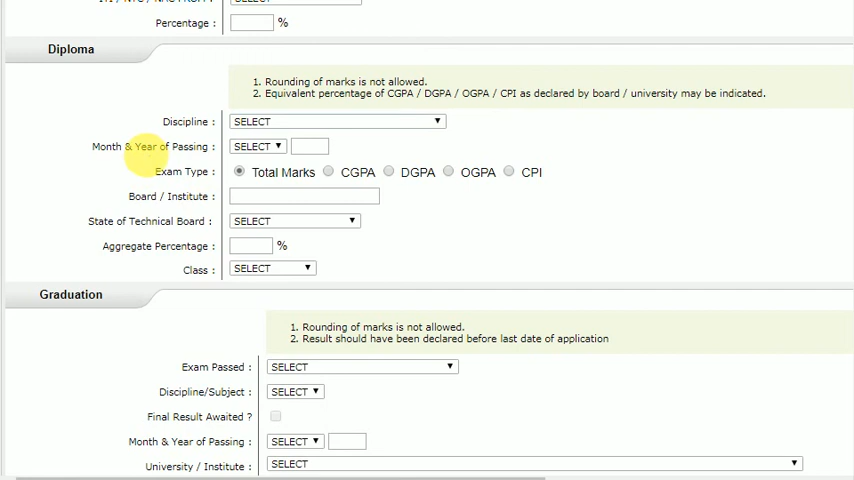 Percentage : %
Diploma
1. Rounding of marks is not allowed.
2. Equivalent percentage of CGPA / DGPA / OGPA / CPI as declared by board / university may be indicated.
Discipline : SELECT
Month & Year of Passing : SELECT
Exam Type : Total Marks CGPA DGPA OGPA CPI
Board / Institute :
State of Technical Board : SELECT
Aggregate Percentage : %
Class : SELECT
Graduation
1. Rounding of marks is not allowed.
2. Result should have been declared before last date of application
Exam Passed : SELECT
Discipline/Subject : SELECT
Final Result Awaited ?
Month & Year of Passing : SELECT
University / Institute : SELECT